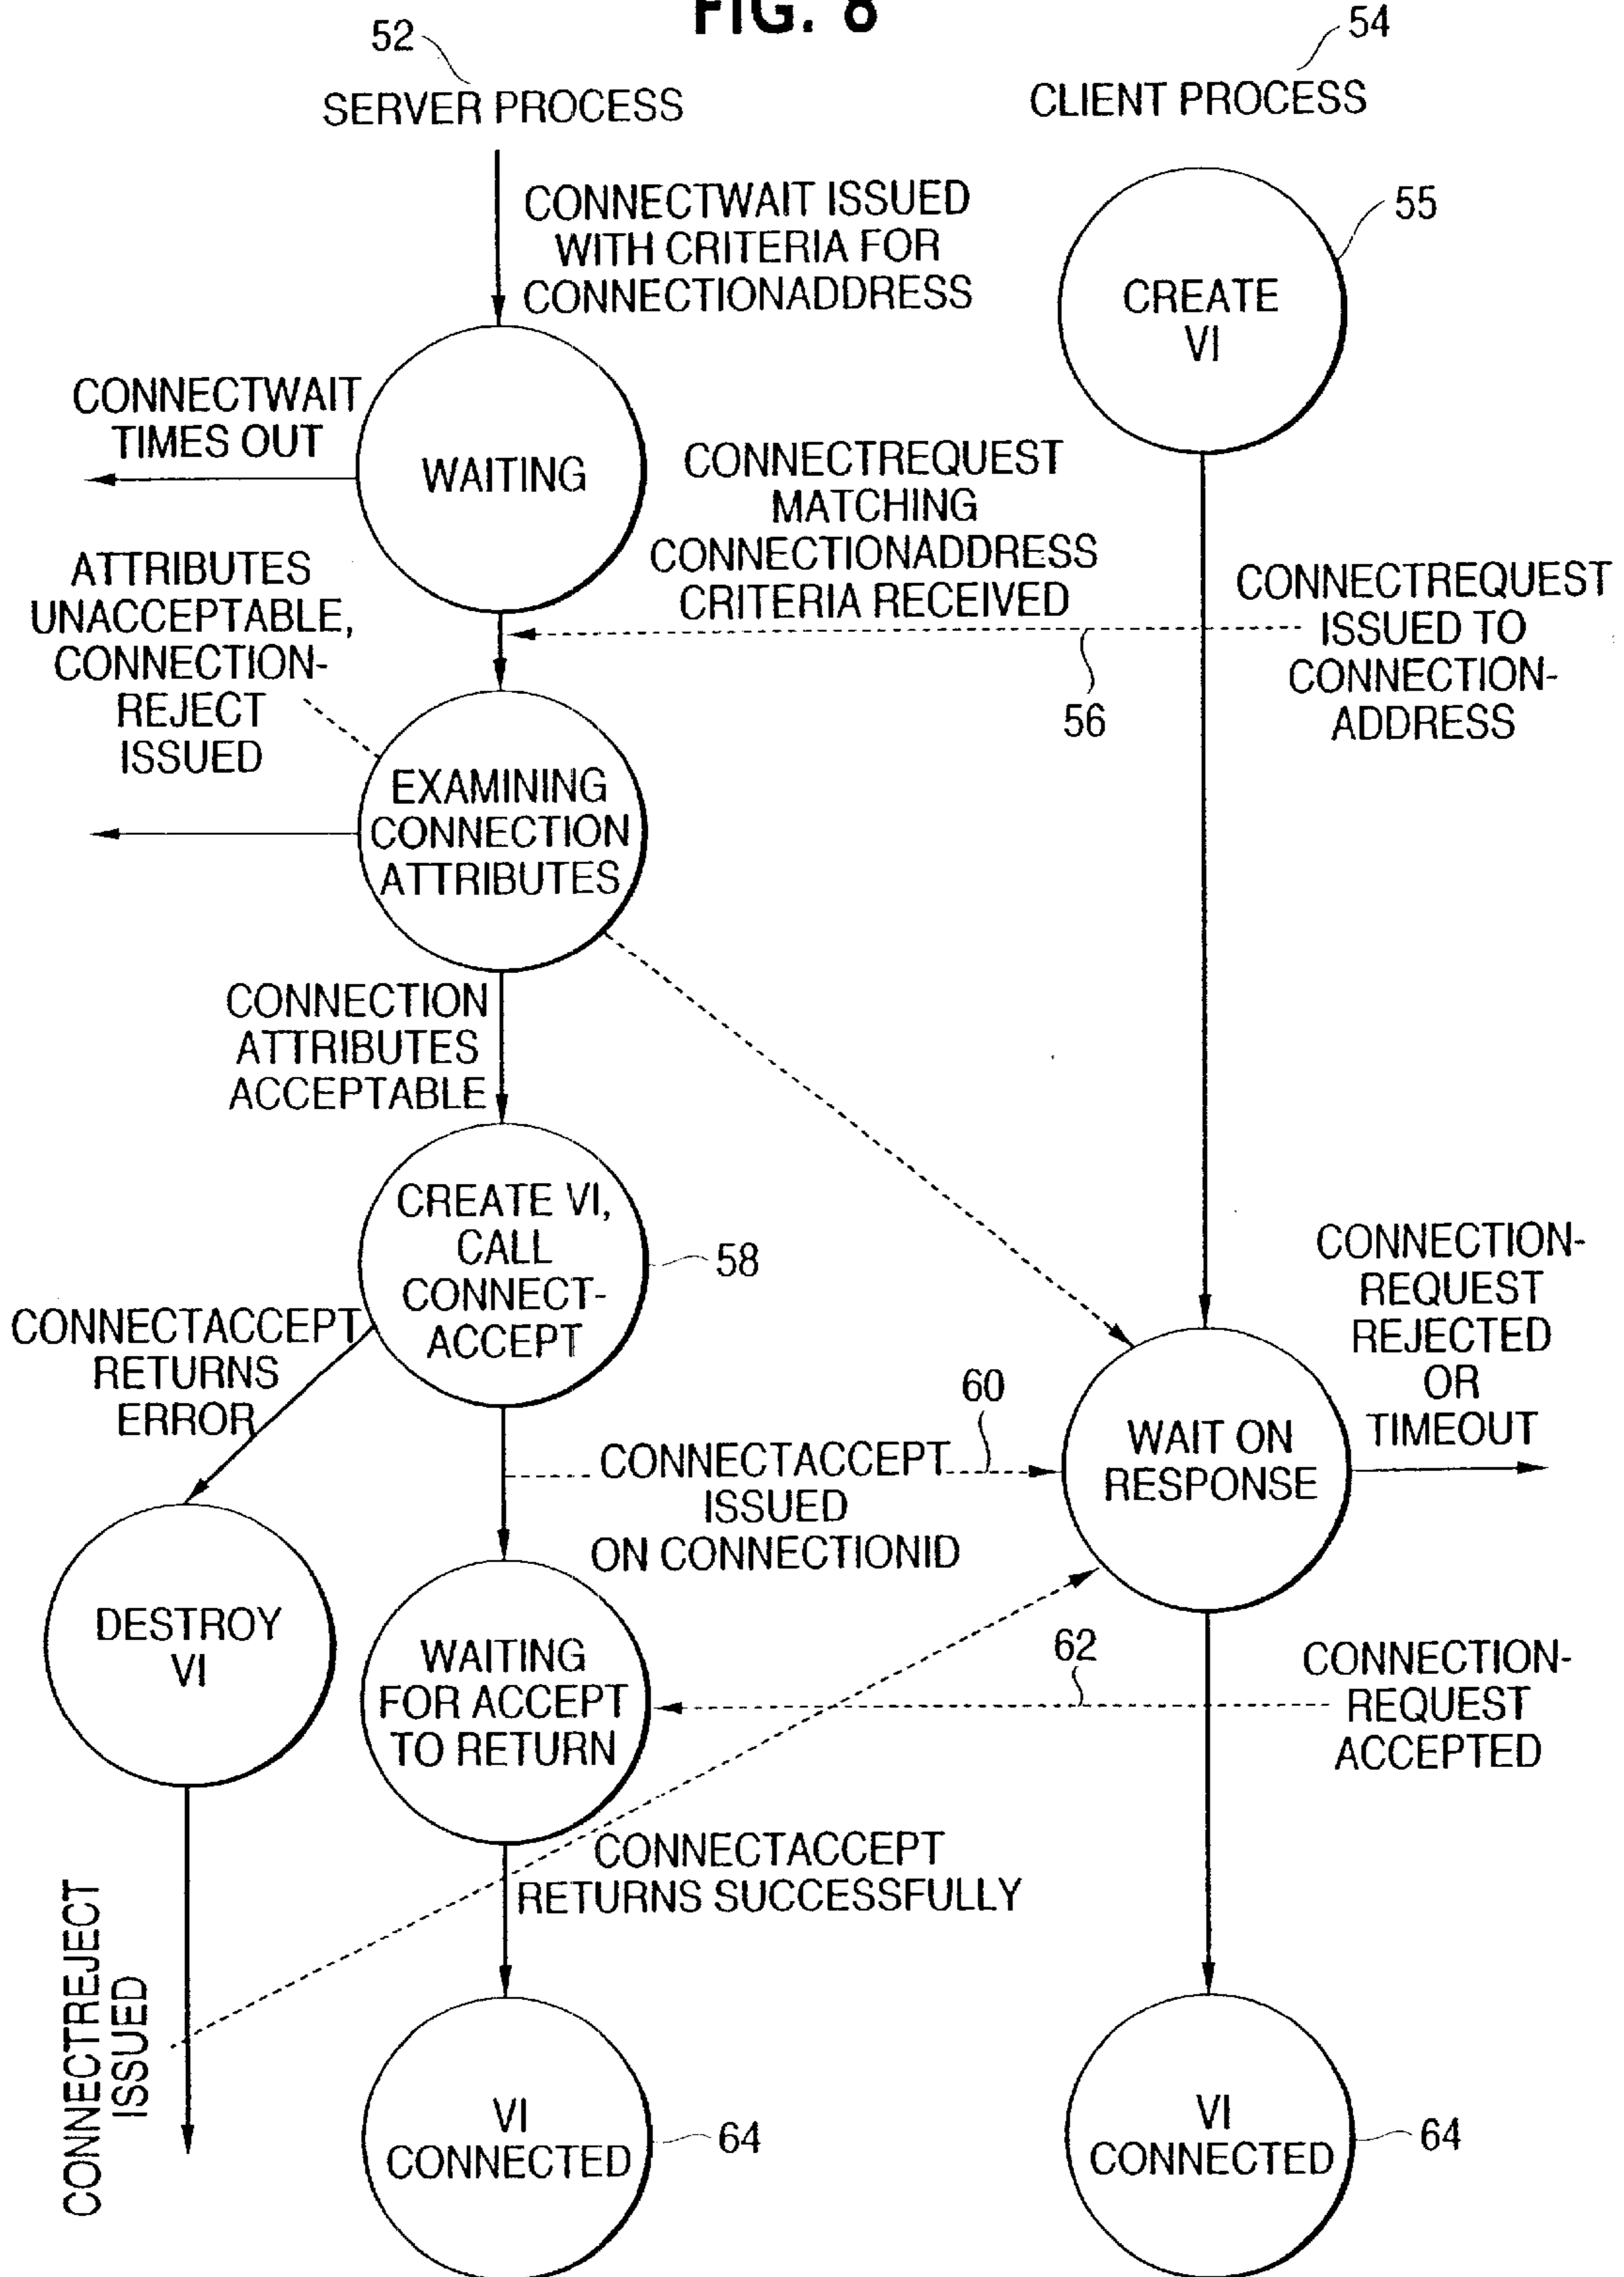 FIG. 8
52
SERVER PROCESS
54
CLIENT PROCESS
CONNECTWAIT ISSUED
WITH CRITERIA FOR
CONNECTIONADDRESS
55
CREATE
VI
CONNECTWAIT
TIMES OUT
WAITING
CONNECTREQUEST
MATCHING
CONNECTIONADDRESS
CRITERIA RECEIVED
CONNECTREQUEST
ISSUED TO
CONNECTION-
ADDRESS
56
ATTRIBUTES
UNACCEPTABLE,
CONNECTION-
REJECT
ISSUED
EXAMINING
CONNECTION
ATTRIBUTES
CONNECTION
ATTRIBUTES
ACCEPTABLE
CREATE VI,
CALL
CONNECT-
ACCEPT
58
CONNECTACCEPT
RETURNS
ERROR
CONNECTION-
REQUEST
REJECTED
OR
TIMEOUT
60
CONNECTACCEPT
ISSUED
ON CONNECTIONID
WAIT ON
RESPONSE
DESTROY
VI
WAITING
FOR ACCEPT
TO RETURN
62
CONNECTION-
REQUEST
ACCEPTED
CONNECTACCEPT
RETURNS SUCCESSFULLY
CONNECTREJECT
ISSUED
VI
CONNECTED
64
VI
CONNECTED
64